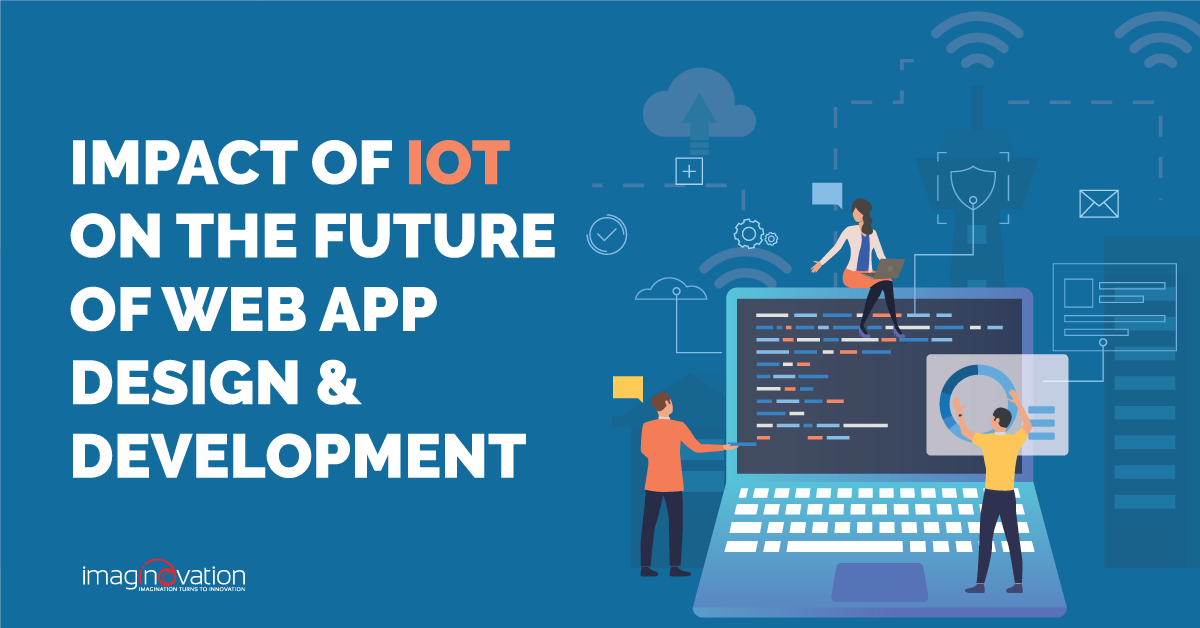 IMPACT OF IOT
ON THE FUTURE
OF WEB APP
DESIGN &
DEVELOPMENT
imaginovation
IMAGINATION TURNS TO INNOVATION